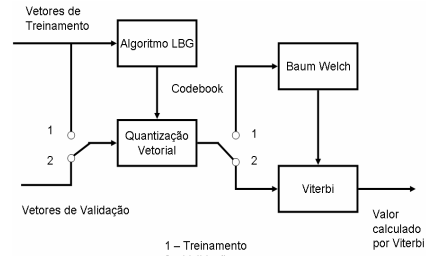 Vetores de
Treinamento
Algoritmo LBG
Baum Welch
Codebook
1
2
Quantização
Vetorial
1
2
Viterbi
Vetores de Validação
Valor
calculado
por Viterbi
1 – Treinamento